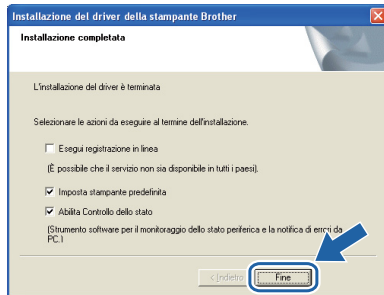 Installazione del driver della stampante Brother
Installazione completata
L'installazione del driver è terminata
Selezionare le azioni da eseguire al termine dell'installazione.
Esegui registrazione in linea
(È possibile che il servizio non sia disponibile in tutti i paesi).
Imposta stampante predefinita
Abilita Controllo dello stato
(Strumento software per il monitoraggio dello stato periferica e la notifica di errori da
PC.)
< Indietro
Fine